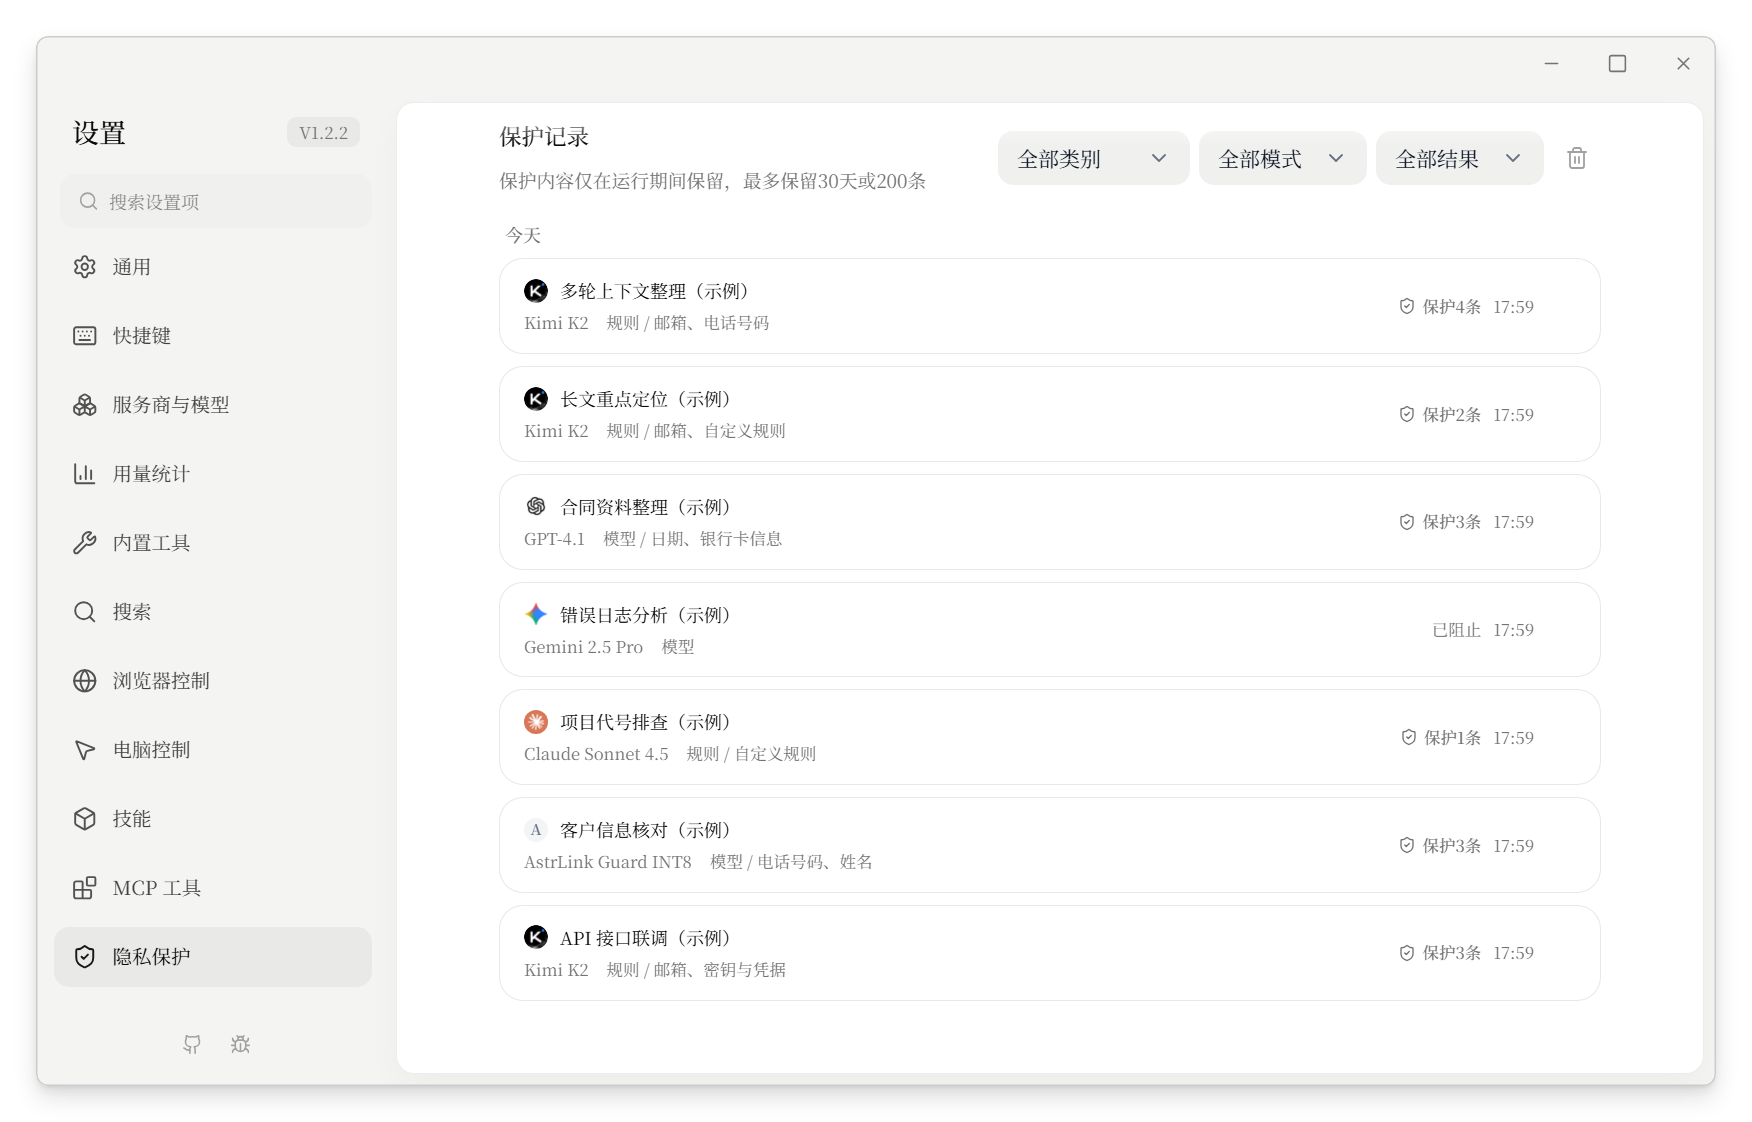 设置
V1.2.2
搜索设置项
通用
快捷键
服务商与模型
用量统计
内置工具
搜索
浏览器控制
电脑控制
技能
MCP 工具
隐私保护
保护记录
保护内容仅在运行期间保留，最多保留30天或200条
全部类别
全部模式
全部结果
今天
多轮上下文整理（示例）
Kimi K2 规则 / 邮箱、电话号码
保护4条 17:59
长文重点定位（示例）
Kimi K2 规则 / 邮箱、自定义规则
保护2条 17:59
合同资料整理（示例）
GPT-4.1 模型 / 日期、银行卡信息
保护3条 17:59
错误日志分析（示例）
Gemini 2.5 Pro 模型
已阻止 17:59
项目代号排查（示例）
Claude Sonnet 4.5 规则 / 自定义规则
保护1条 17:59
A 客户信息核对（示例）
AstrLink Guard INT8 模型 / 电话号码、姓名
保护3条 17:59
API 接口联调（示例）
Kimi K2 规则 / 邮箱、密钥与凭据
保护3条 17:59